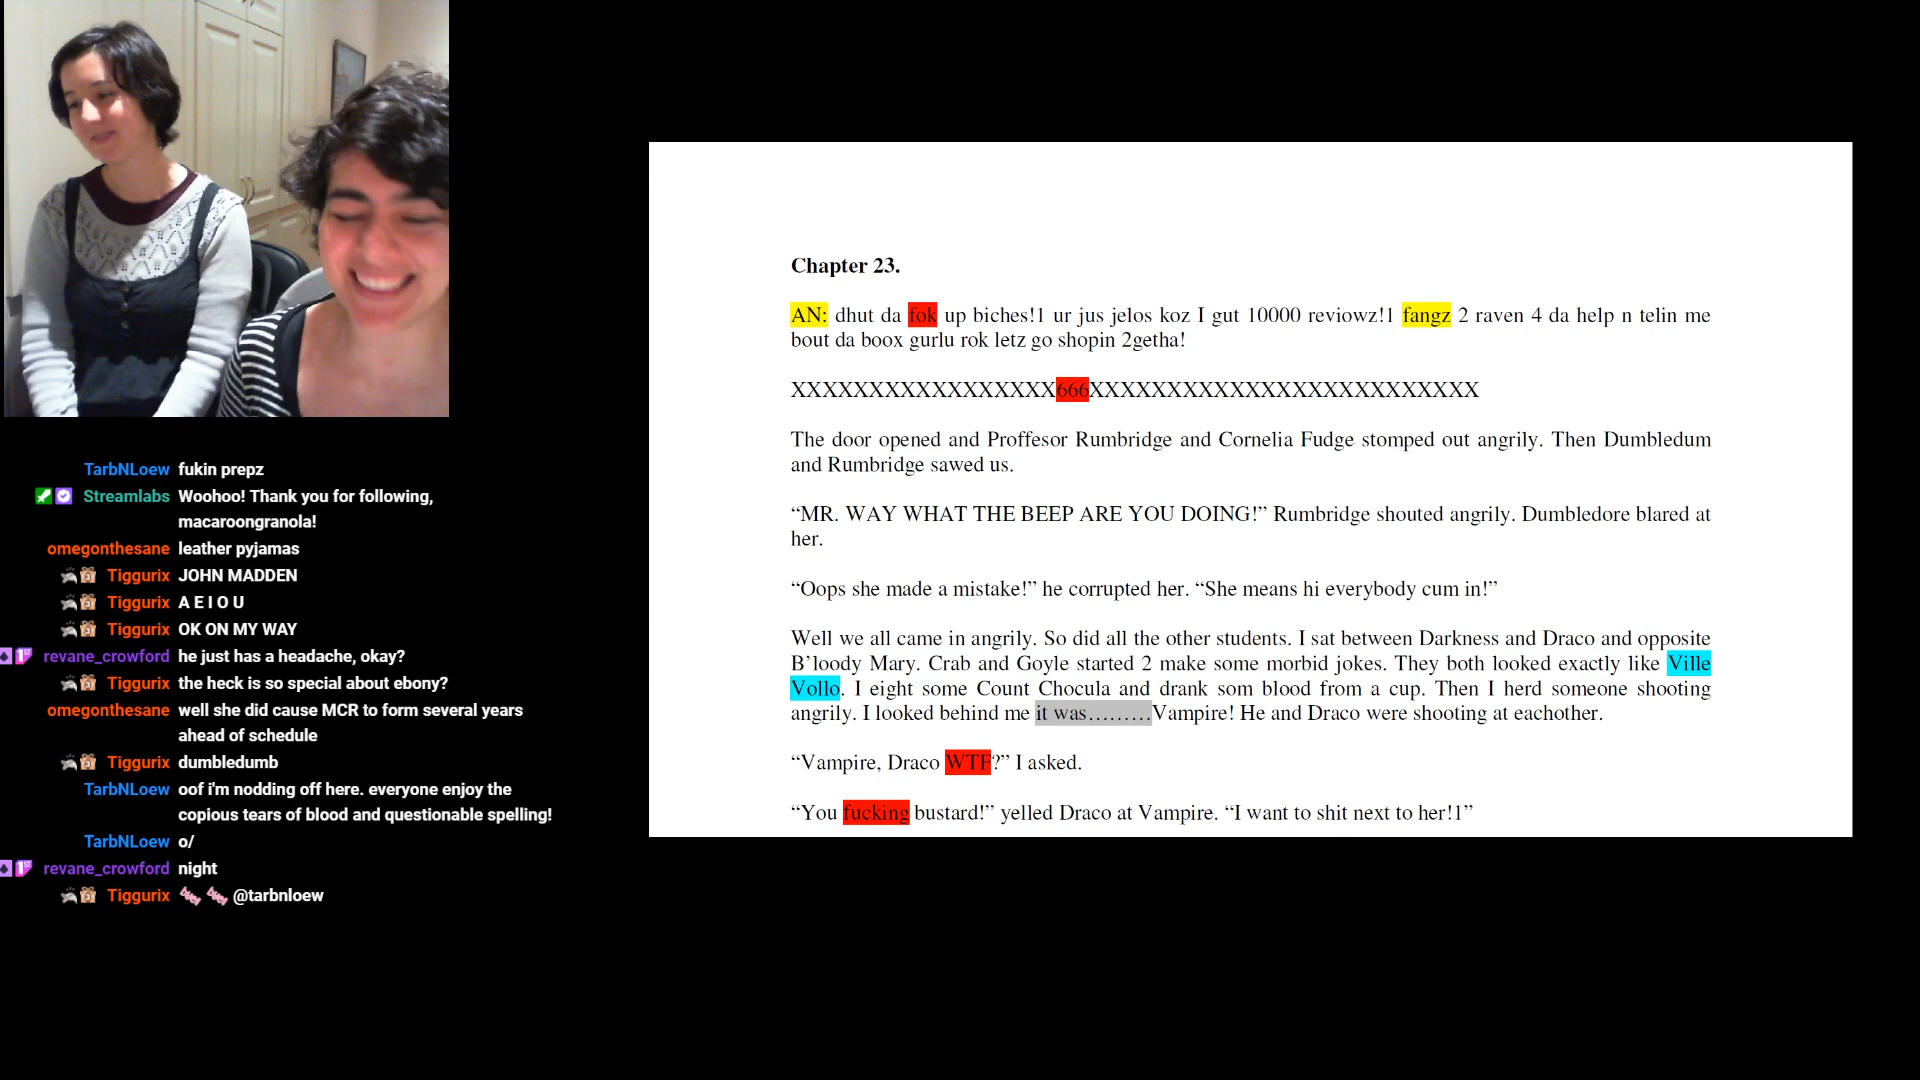 TarbNLoew fukin prepz
Streamlabs Woohoo! Thank you for following,
macaroongranola!
omegonthesane leather pyjamas
Tiggurix JOHN MADDEN
Tiggurix A E I O U
Tiggurix OK ON MY WAY
revane_crowford he just has a headache, okay?
Tiggurix the heck is so special about ebony?
omegonthesane well she did cause MCR to form several years
ahead of schedule
Tiggurix dumbledumb
TarbNLoew oof i'm nodding off here. everyone enjoy the
copious tears of blood and questionable spelling!
TarbNLoew o/
revane_crowford night
Tiggurix @tarbnloew
Chapter 23.
AN: dhut da fok up biches!1 ur jus jelos koz I gut 10000 reviowz!1 fangz 2 raven 4 da help n telin me
bout da boox gurlu rok letz go shopin 2getha!
XXXXXXXXXXXXXXXXX666XXXXXXXXXXXXXXXXXXXXXXXXX
The door opened and Proffesor Rumbridge and Cornelia Fudge stomped out angrily. Then Dumbledum
and Rumbridge sawed us.
“MR. WAY WHAT THE BEEP ARE YOU DOING!” Rumbridge shouted angrily. Dumbledore blared at
her.
“Oops she made a mistake!” he corrupted her. “She means hi everybody cum in!”
Well we all came in angrily. So did all the other students. I sat between Darkness and Draco and opposite
B’loody Mary. Crab and Goyle started 2 make some morbid jokes. They both looked exactly like Ville
Vollo. I eight some Count Chocula and drank som blood from a cup. Then I herd someone shooting
angrily. I looked behind me it was………Vampire! He and Draco were shooting at eachother.
“Vampire, Draco WTF?” I asked.
“You fucking bustard!” yelled Draco at Vampire. “I want to shit next to her!1”